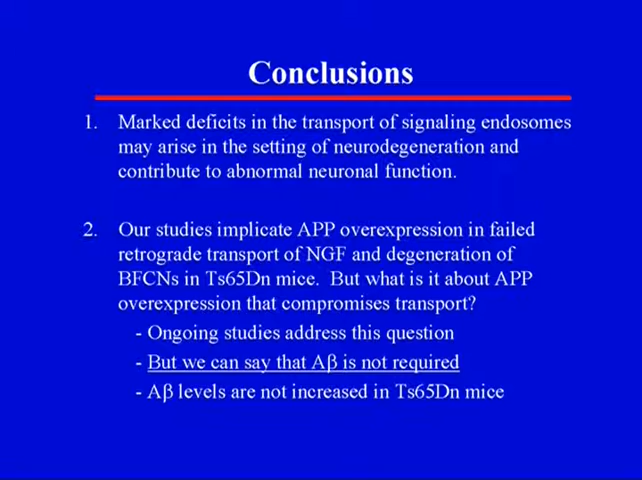 Conclusions
1. Marked deficits in the transport of signaling endosomes
may arise in the setting of neurodegeneration and
contribute to abnormal neuronal function.
2. Our studies implicate APP overexpression in failed
retrograde transport of NGF and degeneration of
BFCNs in Ts65Dn mice. But what is it about APP
overexpression that compromises transport?
- Ongoing studies address this question
- But we can say that Aβ is not required
- Aβ levels are not increased in Ts65Dn mice